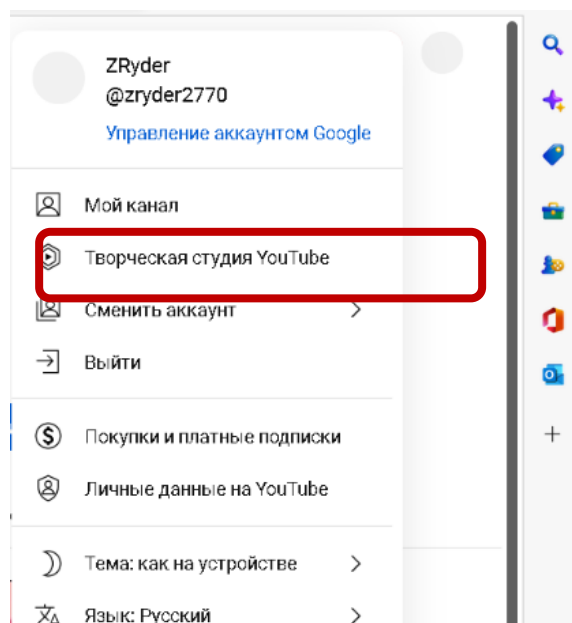 ZRyder
@zryder2770
Управление аккаунтом Google
Мой канал
Творческая студия YouTube
Сменить аккаунт
Выйти
Покупки и платные подписки
Личные данные на YouTube
Тема: как на устройстве
Язык: Русский